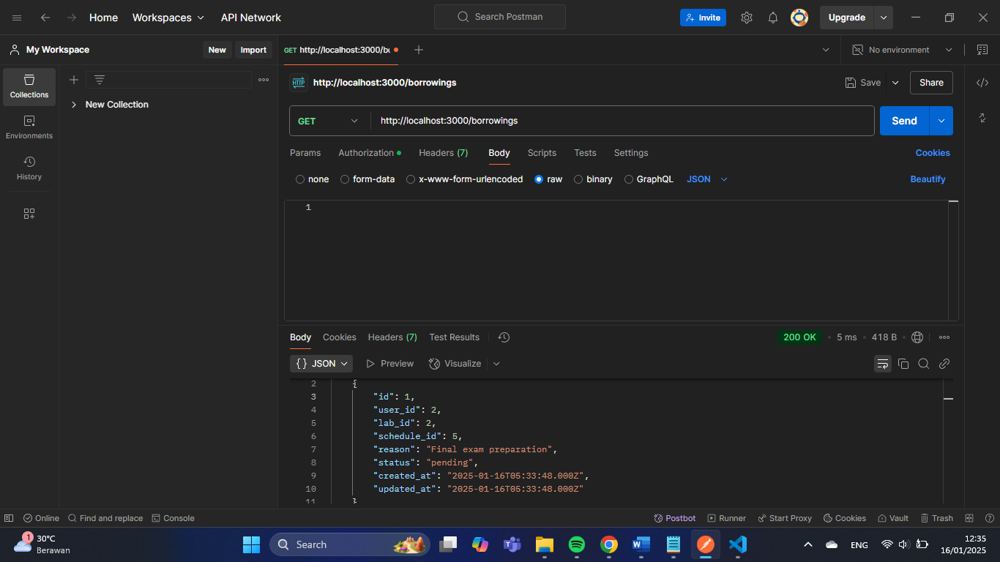 Home Workspaces API Network Search Postman Invite Upgrade
My Workspace New Import GET http://localhost:3000/b No environment
Collections
New Collection
HTTP http://localhost:3000/borrowings Save Share
GET http://localhost:3000/borrowings Send
Environments
History
Params Authorization Headers (7) Body Scripts Tests Settings Cookies
none form-data x-www-form-urlencoded raw binary GraphQL JSON Beautify
1
Body Cookies Headers (7) Test Results 200 OK 5 ms 418 B
{} JSON Preview Visualize
2 {
3 "id": 1,
4 "user_id": 2,
5 "lab_id": 2,
6 "schedule_id": 5,
7 "reason": "Final exam preparation",
8 "status": "pending",
9 "created_at": "2025-01-16T05:33:48.000Z",
10 "updated_at": "2025-01-16T05:33:48.000Z"
11 }
Online Find and replace Console Postbot Runner Start Proxy Cookies Vault Trash
1 30°C
Berawan
Search
ENG
12:35
16/01/2025